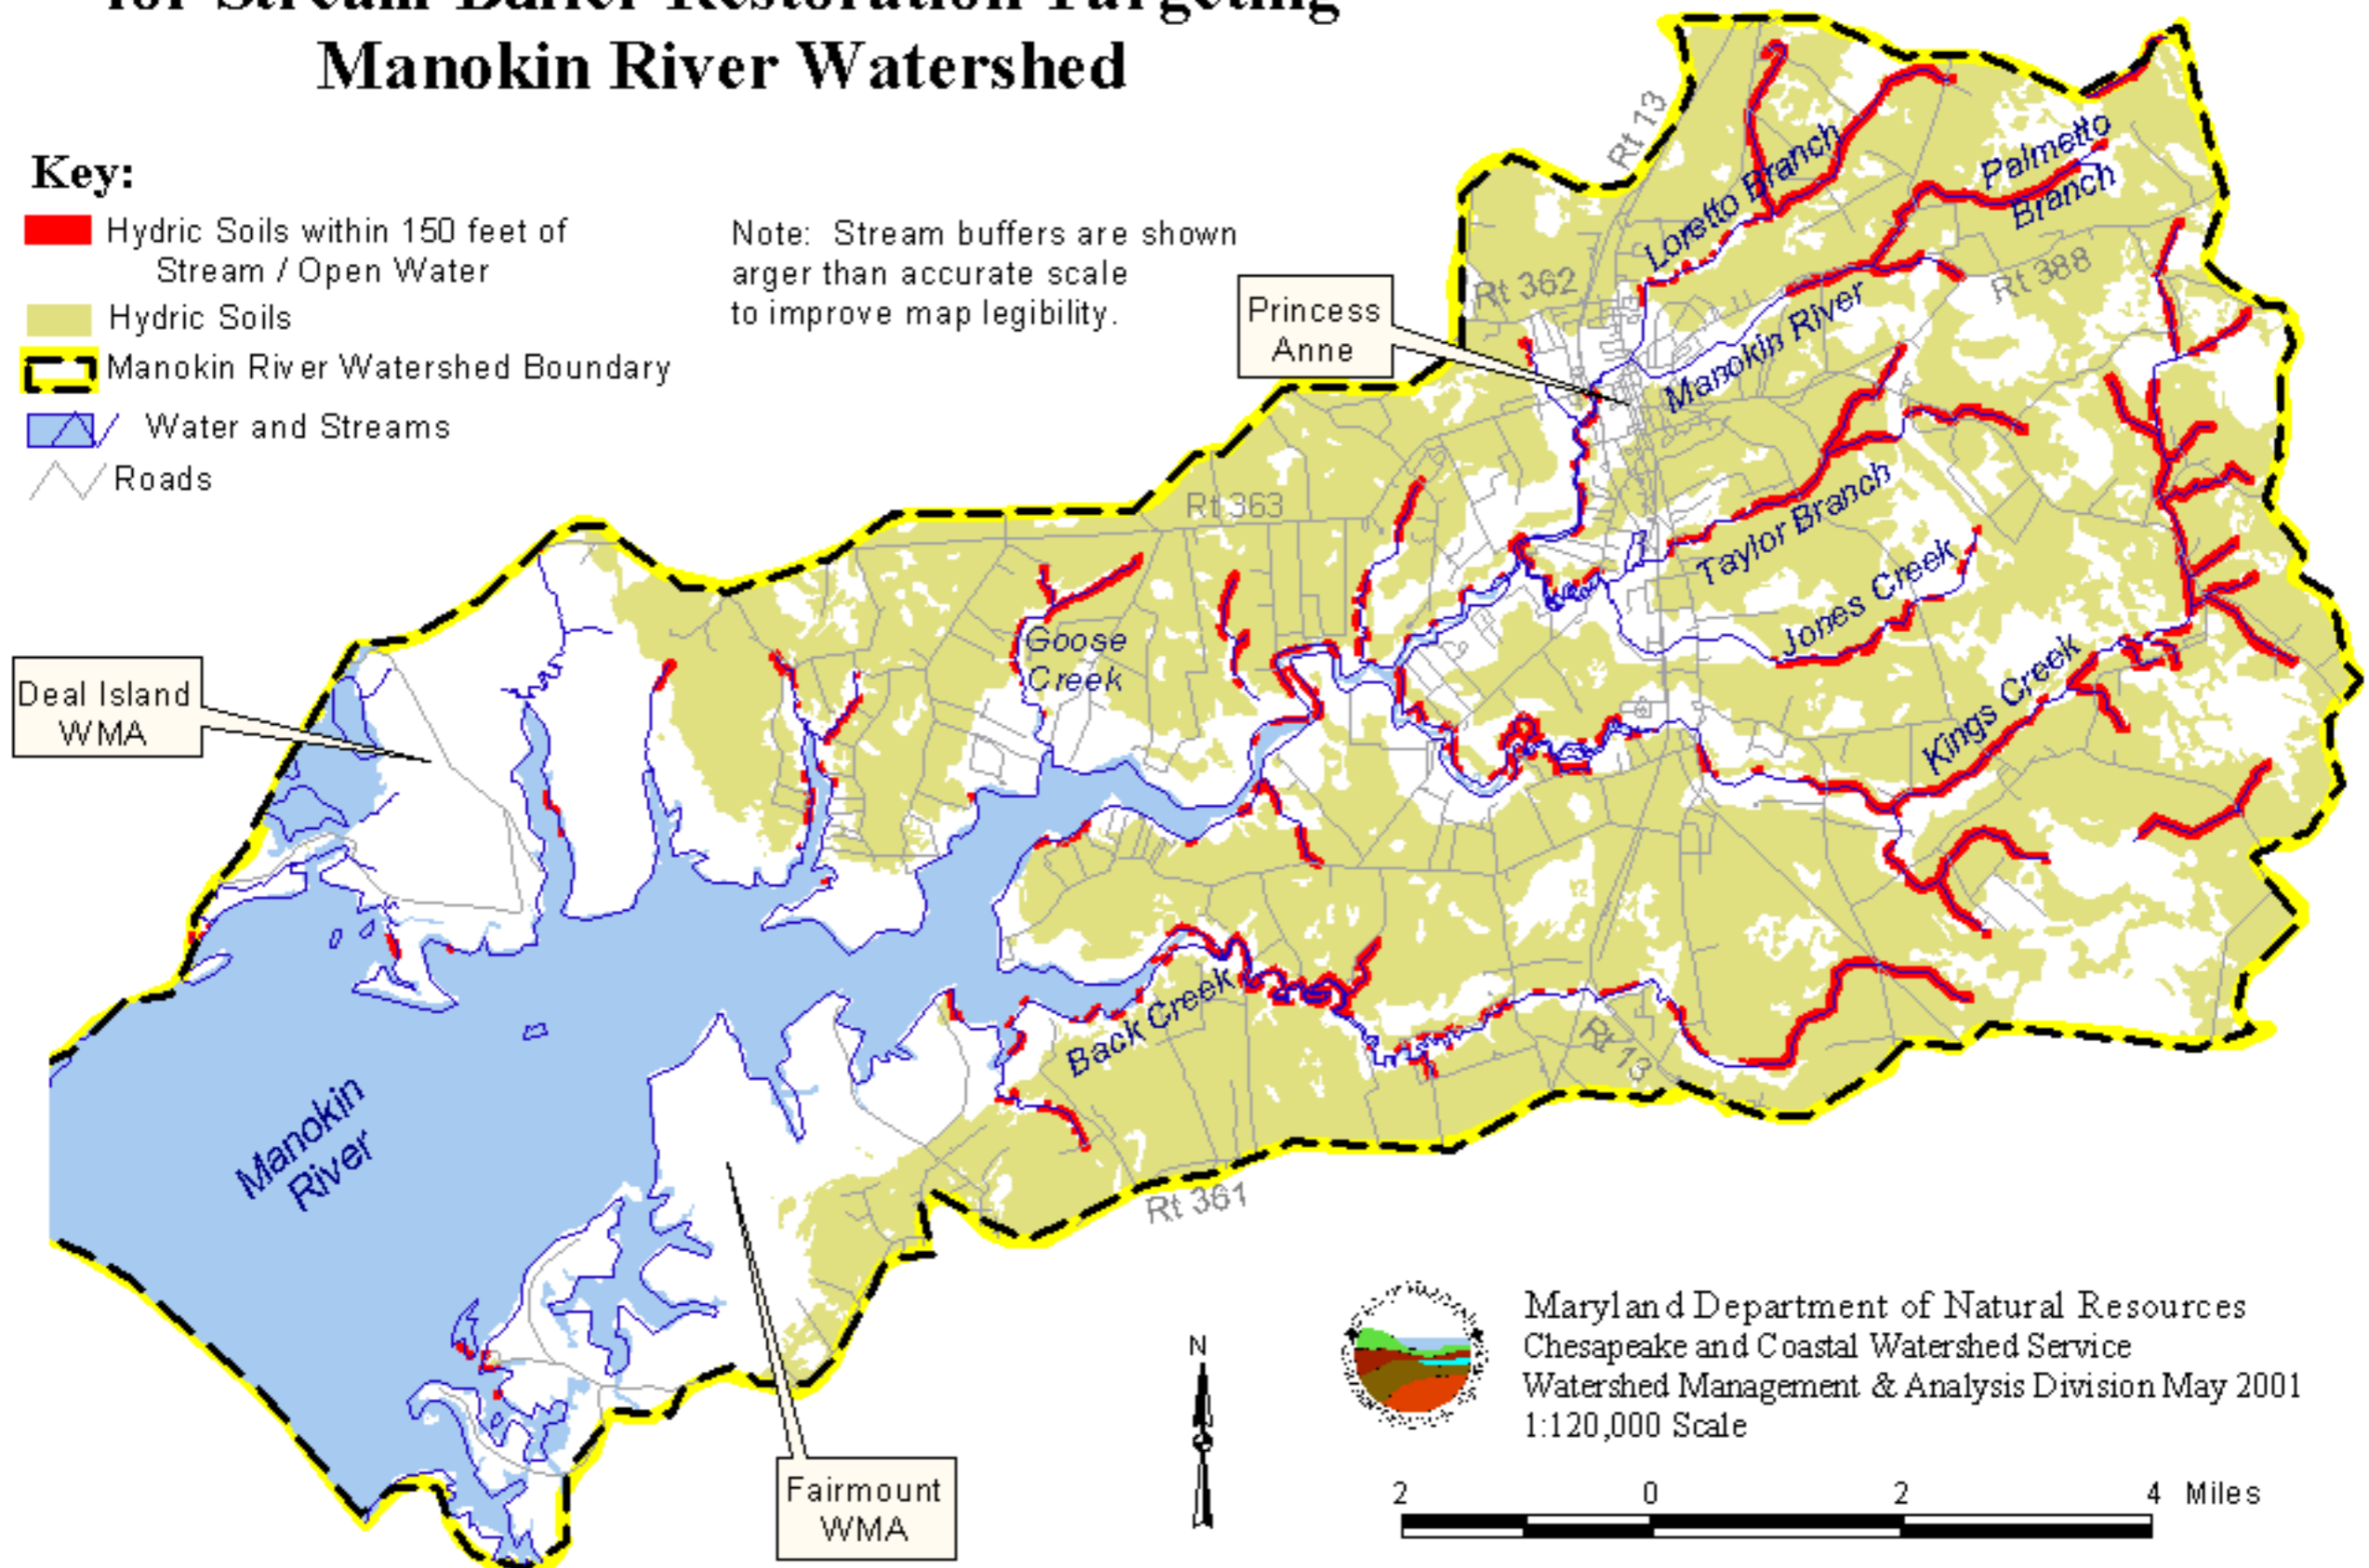 for Stream Buffer Restoration Targeting
Manokin River Watershed
Key:
Hydric Soils within 150 feet of
Stream / Open Water
Hydric Soils
Manokin River Watershed Boundary
Water and Streams
Roads
Note: Stream buffers are shown
arger than accurate scale
to improve map legibility.
Princess
Anne
Deal Island
WMA
Fairmount
WMA
Rt 13
Loretto Branch
Palmetto
Branch
Rt 362
Rt 388
Manokin River
Rt 363
Taylor Branch
Jones Creek
Goose
Creek
Kings Creek
Back Creek
Rt 13
Manokin
River
Rt 361
N
Maryland Department of Natural Resources
Chesapeake and Coastal Watershed Service
Watershed Management & Analysis Division May 2001
1:120,000 Scale
2 0 2 4 Miles